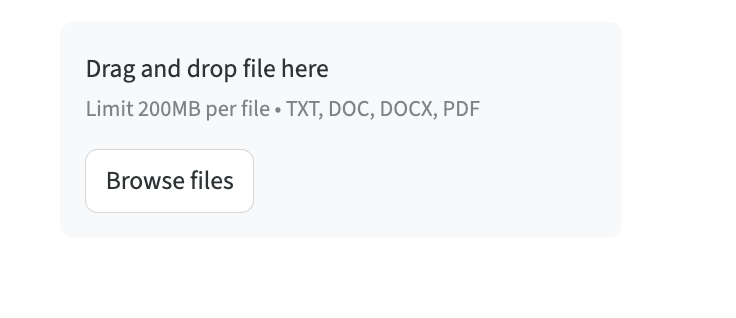 Drag and drop file here
Limit 200MB per file • TXT, DOC, DOCX, PDF
Browse files